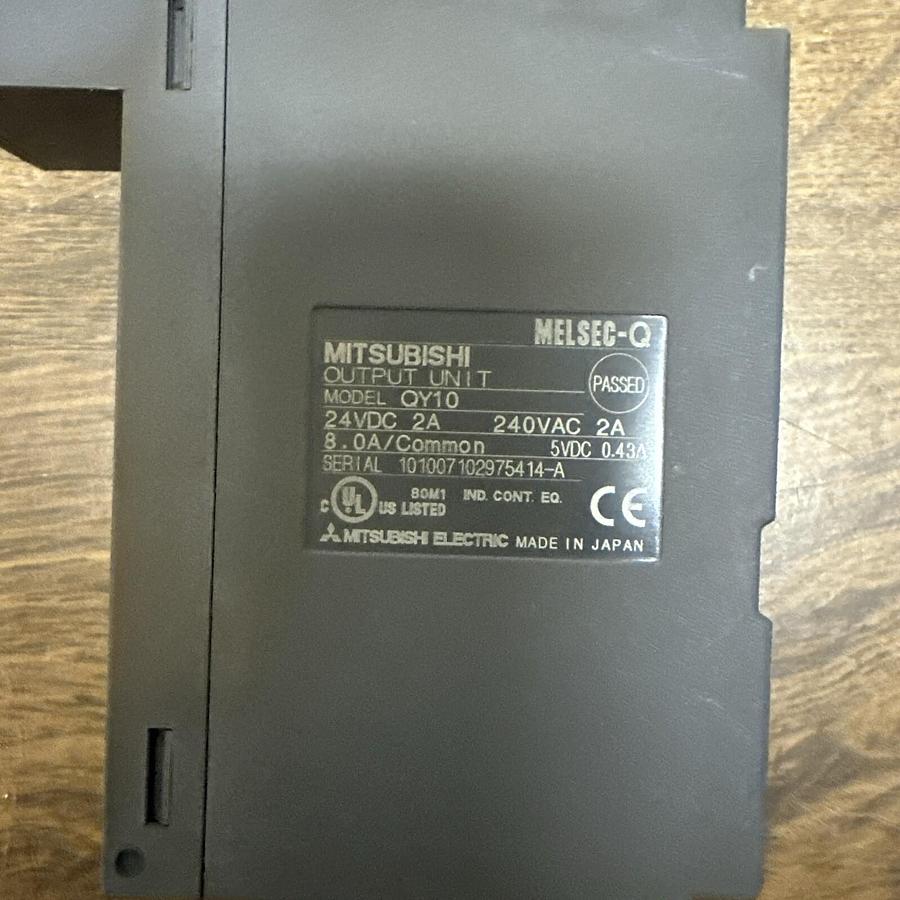 MELSEC-Q
MITSUBISHI
OUTPUT UNIT
PASSED
MODEL QY10
24VDC 2A 240VAC 2A
8.0A/Common 5VDC 0.43A
SERIAL 101007102975414-A
C UL US LISTED 80M1 IND. CONT. EQ. CE
MITSUBISHI ELECTRIC MADE IN JAPAN